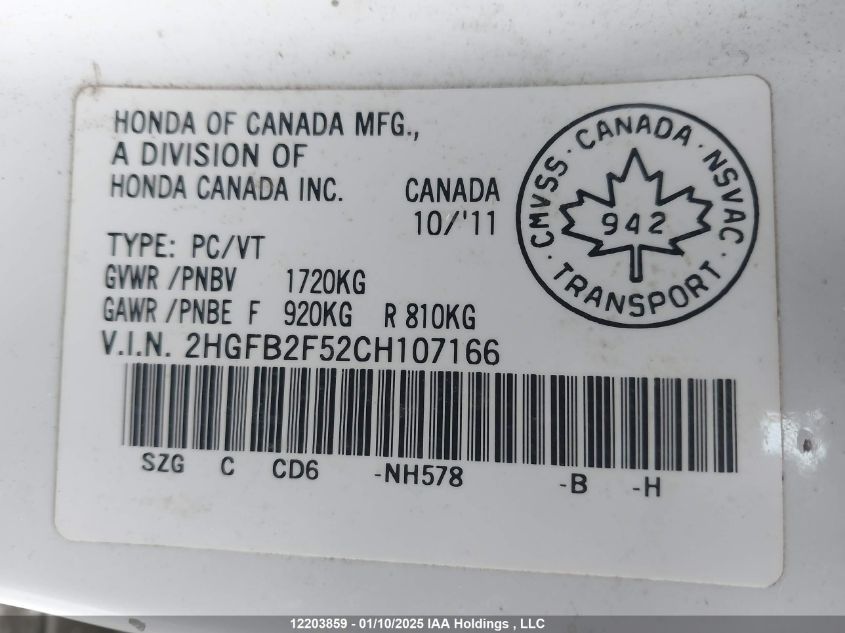 HONDA OF CANADA MFG.,
A DIVISION OF
HONDA CANADA INC. CANADA
10/'11
TYPE: PC/VT
GVWR /PNBV 1720KG
GAWR /PNBE F 920KG R 810KG
V.I.N. 2HGFB2F52CH107166
SZG C CD6 -NH578 -B -H
CMVSS · CANADA · NSVAC · TRANSPORT ·
942
12203859 - 01/10/2025 IAA Holdings , LLC